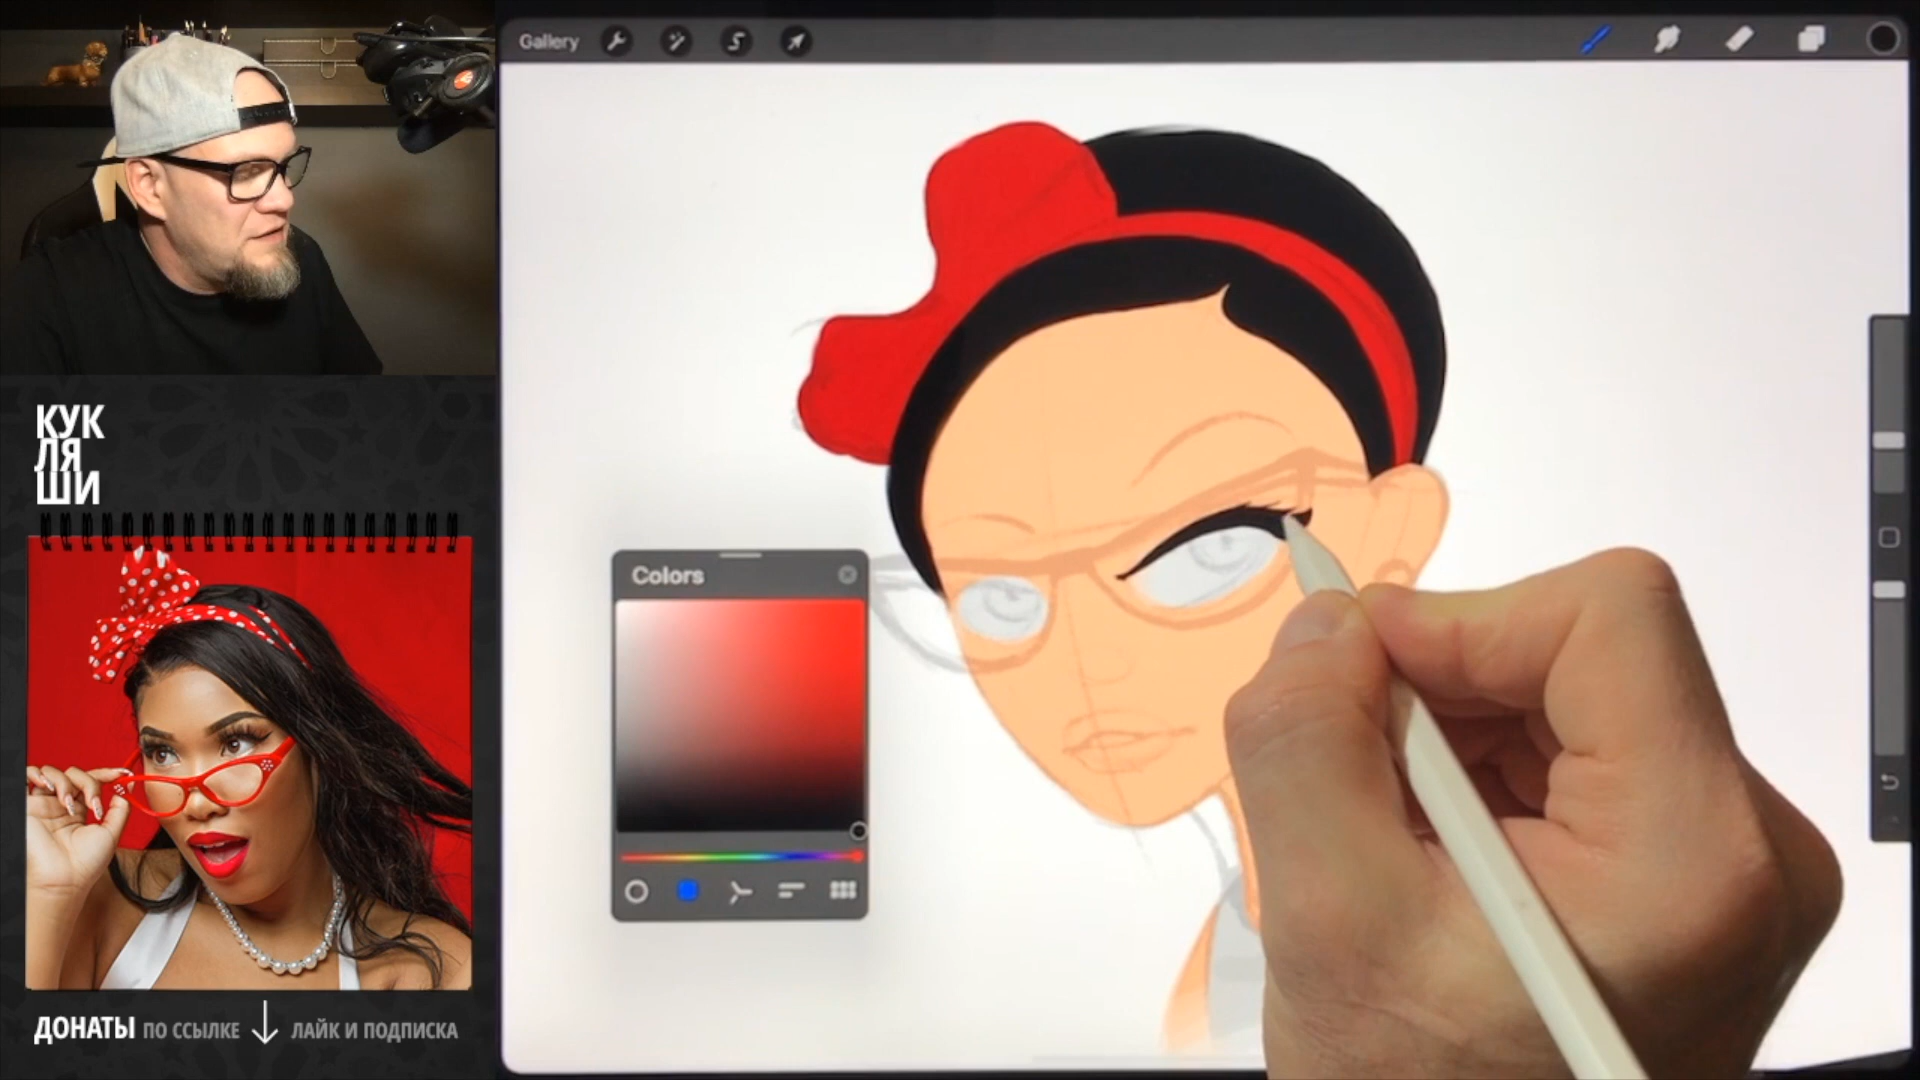 Gallery
КУК
ЛЯ
ШИ
Colors
ДОНАТЫ ПО ССЫЛКЕ ЛАЙК И ПОДПИСКА